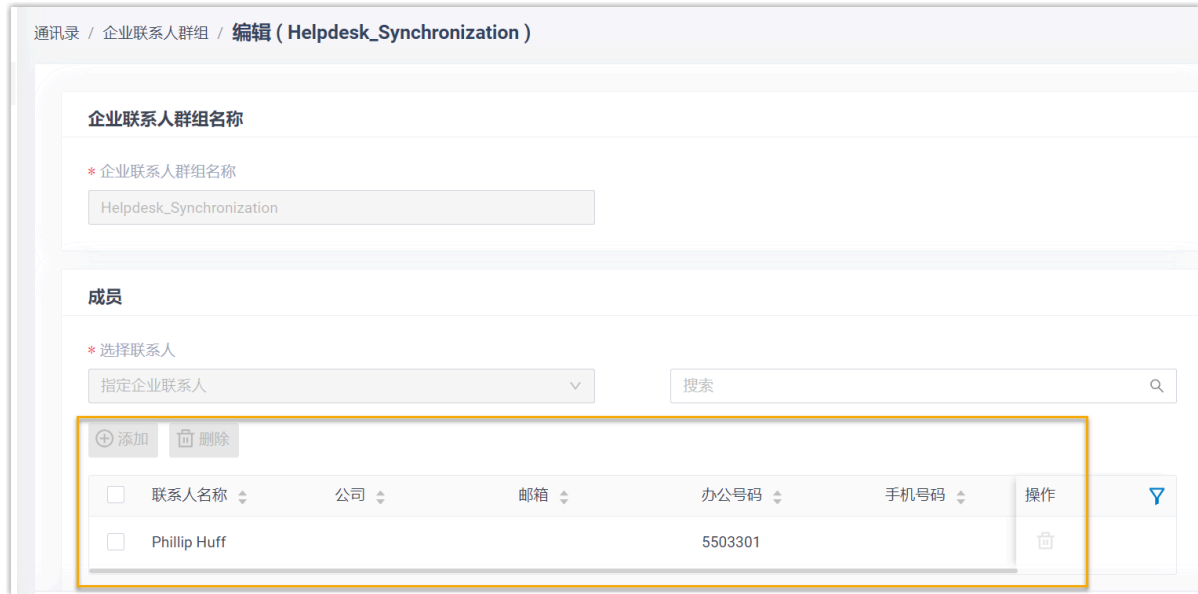 通讯录 / 企业联系人群组 / 编辑 ( Helpdesk_Synchronization )
企业联系人群组名称
* 企业联系人群组名称
Helpdesk_Synchronization
成员
* 选择联系人
指定企业联系人 搜索
添加 删除
联系人名称 公司 邮箱 办公号码 手机号码 操作
Phillip Huff 5503301